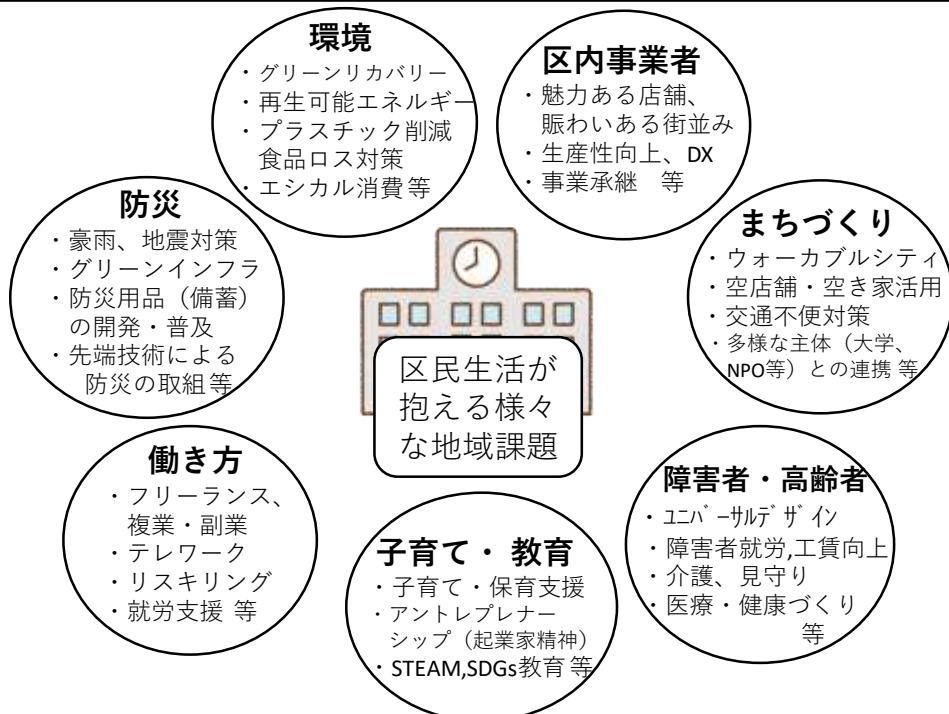 環境
・グリーンリカバリー
・再生可能エネルギー
・プラスチック削減
食品ロス対策
・エシカル消費 等
区内事業者
・魅力ある店舗、
賑わいある街並み
・生産性向上、DX
・事業承継　等
防災
・豪雨、地震対策
・グリーンインフラ
・防災用品（備蓄）
の開発・普及
・先端技術による
防災の取組 等
まちづくり
・ウォーカブルシティ
・空店舗・空き家活用
・交通不便対策
・多様な主体（大学、
NPO等）との連携 等
区民生活が
抱える様々
な地域課題
働き方
・フリーランス、
複業・副業
・テレワーク
・リスキリング
・就労支援 等
子育て・ 教育
・子育て・保育支援
・アントレプレナー
シップ（起業家精神）
・STEAM,SDGs教育 等
障害者・高齢者
・ﾕﾆﾊﾞｰｻﾙﾃﾞｻﾞｲﾝ
・障害者就労,工賃向上
・介護、見守り
・医療・健康づくり
等